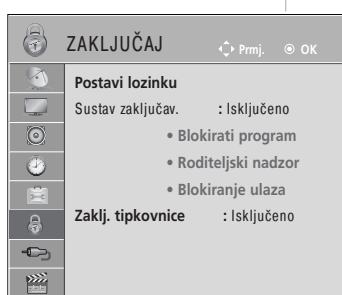 ZAKLJUČAJ Prmj. OK
Postavi lozinku
Sustav zaključav. : Isključeno
• Blokirati program
• Roditeljski nadzor
• Blokiranje ulaza
Zaklj. tipkovnice : Isključeno